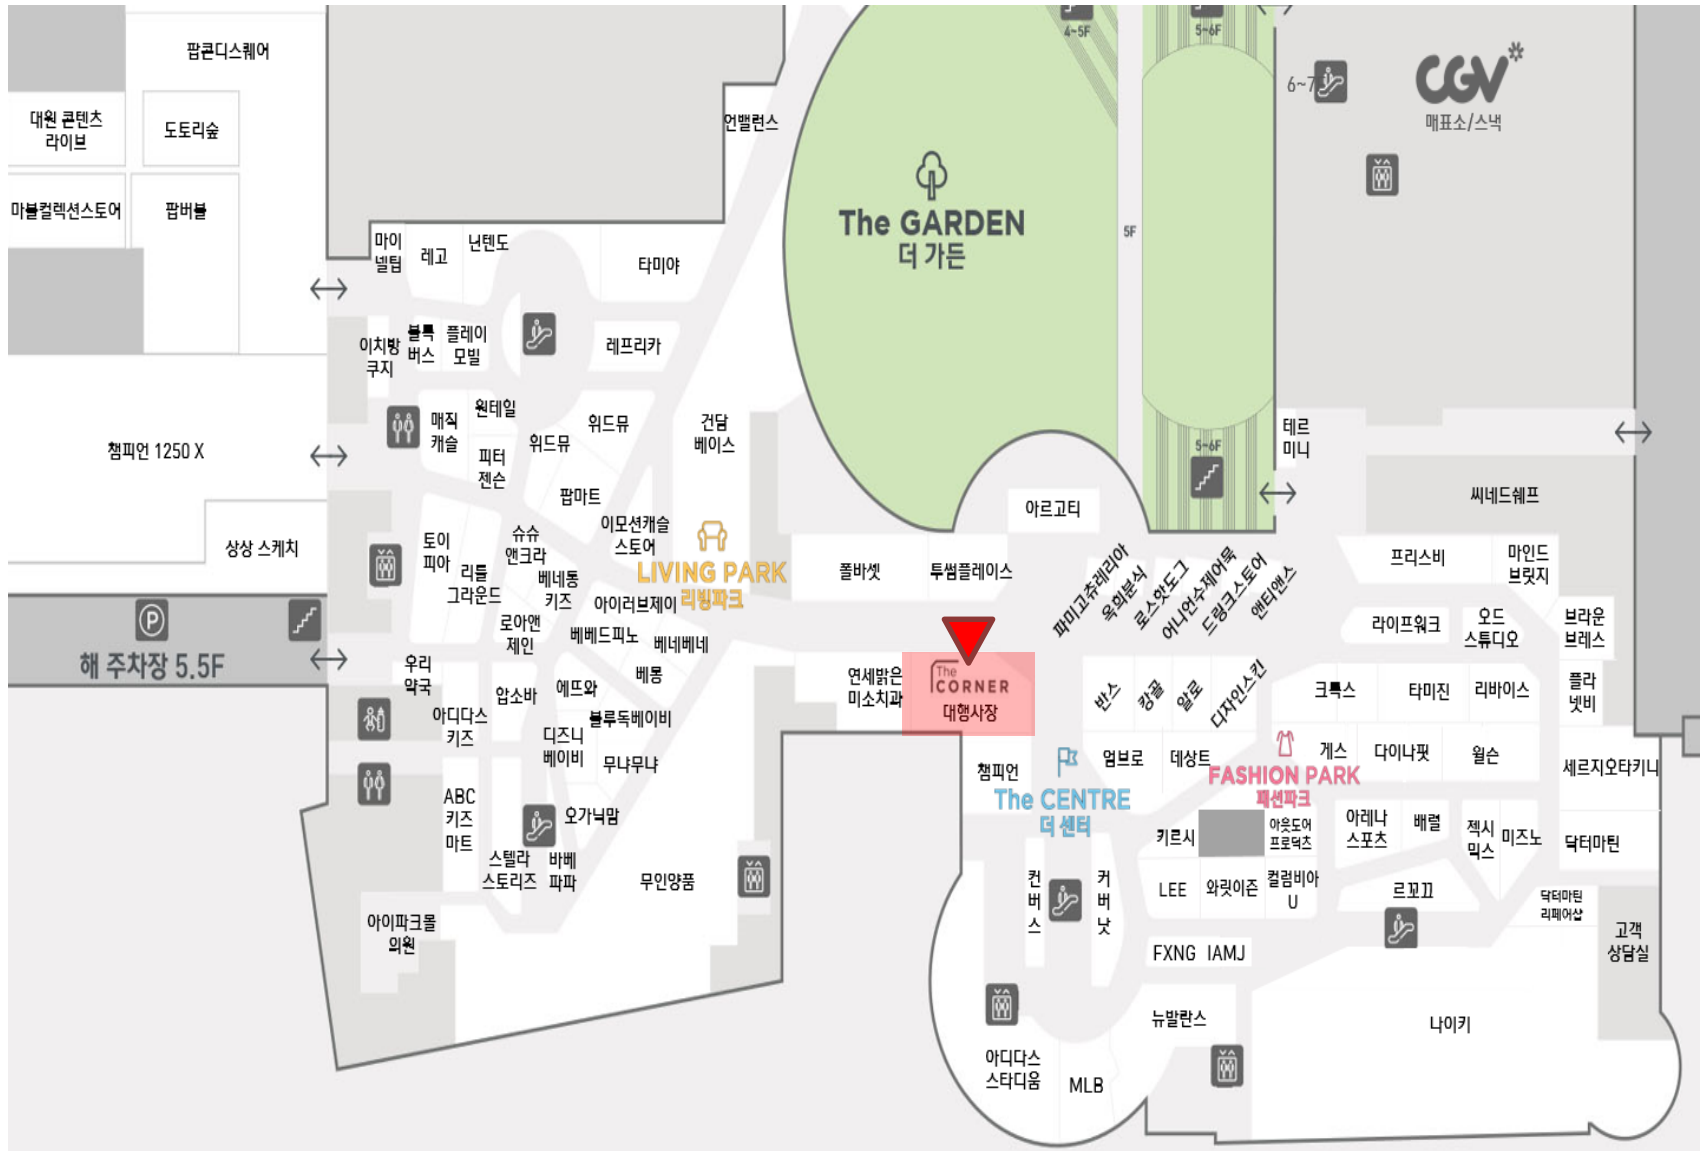 팝콘디스퀘어
대원 콘텐츠
라이브
도토리숲
마블컬렉션스토어
팝버블
언밸런스
The GARDEN
더 가든
4~5F
5~6F
5F
5~6F
6~7
CGV
매표소/스낵
마이
넬팁
레고
닌텐도
타미야
이치방
쿠지
블록
버스
플레이
모빌
레프리카
매직
캐슬
원테일
피터
젠슨
위드뮤
위드뮤
건담
베이스
팝마트
챔피언 1250 X
상상 스케치
토이
피아
리틀
그라운드
슈슈
앤크라
이모션캐슬
스토어
베네통
키즈
LIVING PARK
리빙파크
아이러브제이
로아앤
제인
베베드피노
베네베네
베몽
P
해 주차장 5.5F
우리
약국
아디다스
키즈
압소바
에뜨와
블루독베이비
디즈니
베이비
무냐무냐
ABC
키즈
마트
오가닉맘
스텔라
스토리즈
바베
파파
무인양품
아이파크몰
의원
아르고티
폴바셋
투썸플레이스
파미고츄레리아
옥희분식
로스핫도그
어니언수제어묵
드링크스토어
앤티앤스
테르
미니
씨네드쉐프
프리스비
마인드
브릿지
라이프워크
오드
스튜디오
브라운
브레스
연세밝은
미소치과
The
CORNER
대행사장
반스
캉골
알로
디자인스킨
크록스
타미진
리바이스
플라
넷비
챔피언
The CENTRE
더 센터
엄브로
데상트
FASHION PARK
패션파크
게스
다이나핏
윌슨
세르지오타키니
키르시
아웃도어
프로덕츠
아레나
스포츠
배럴
젝시
믹스
미즈노
닥터마틴
컨
버
스
커
버
낫
LEE
와릿이즌
컬럼비아
U
르꼬끄
닥터마틴
리페어샵
고객
상담실
FXNG IAMJ
뉴발란스
나이키
아디다스
스타디움
MLB